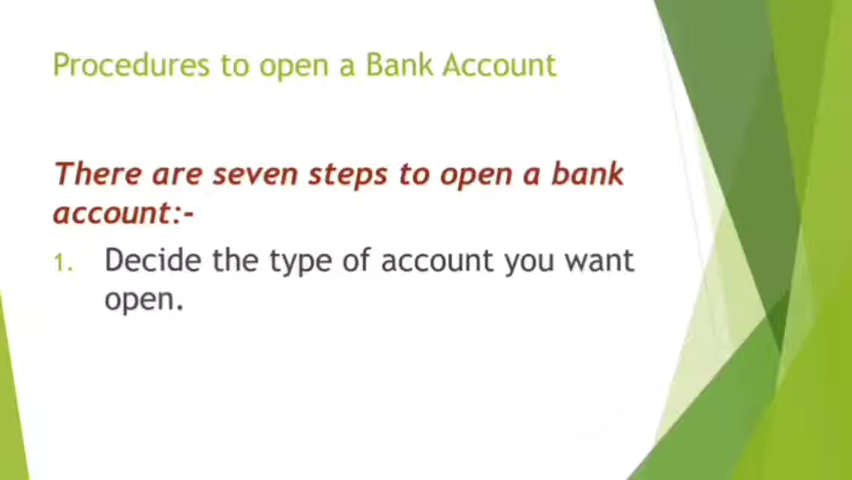 Procedures to open a Bank Account
There are seven steps to open a bank
account:-
1. Decide the type of account you want
open.